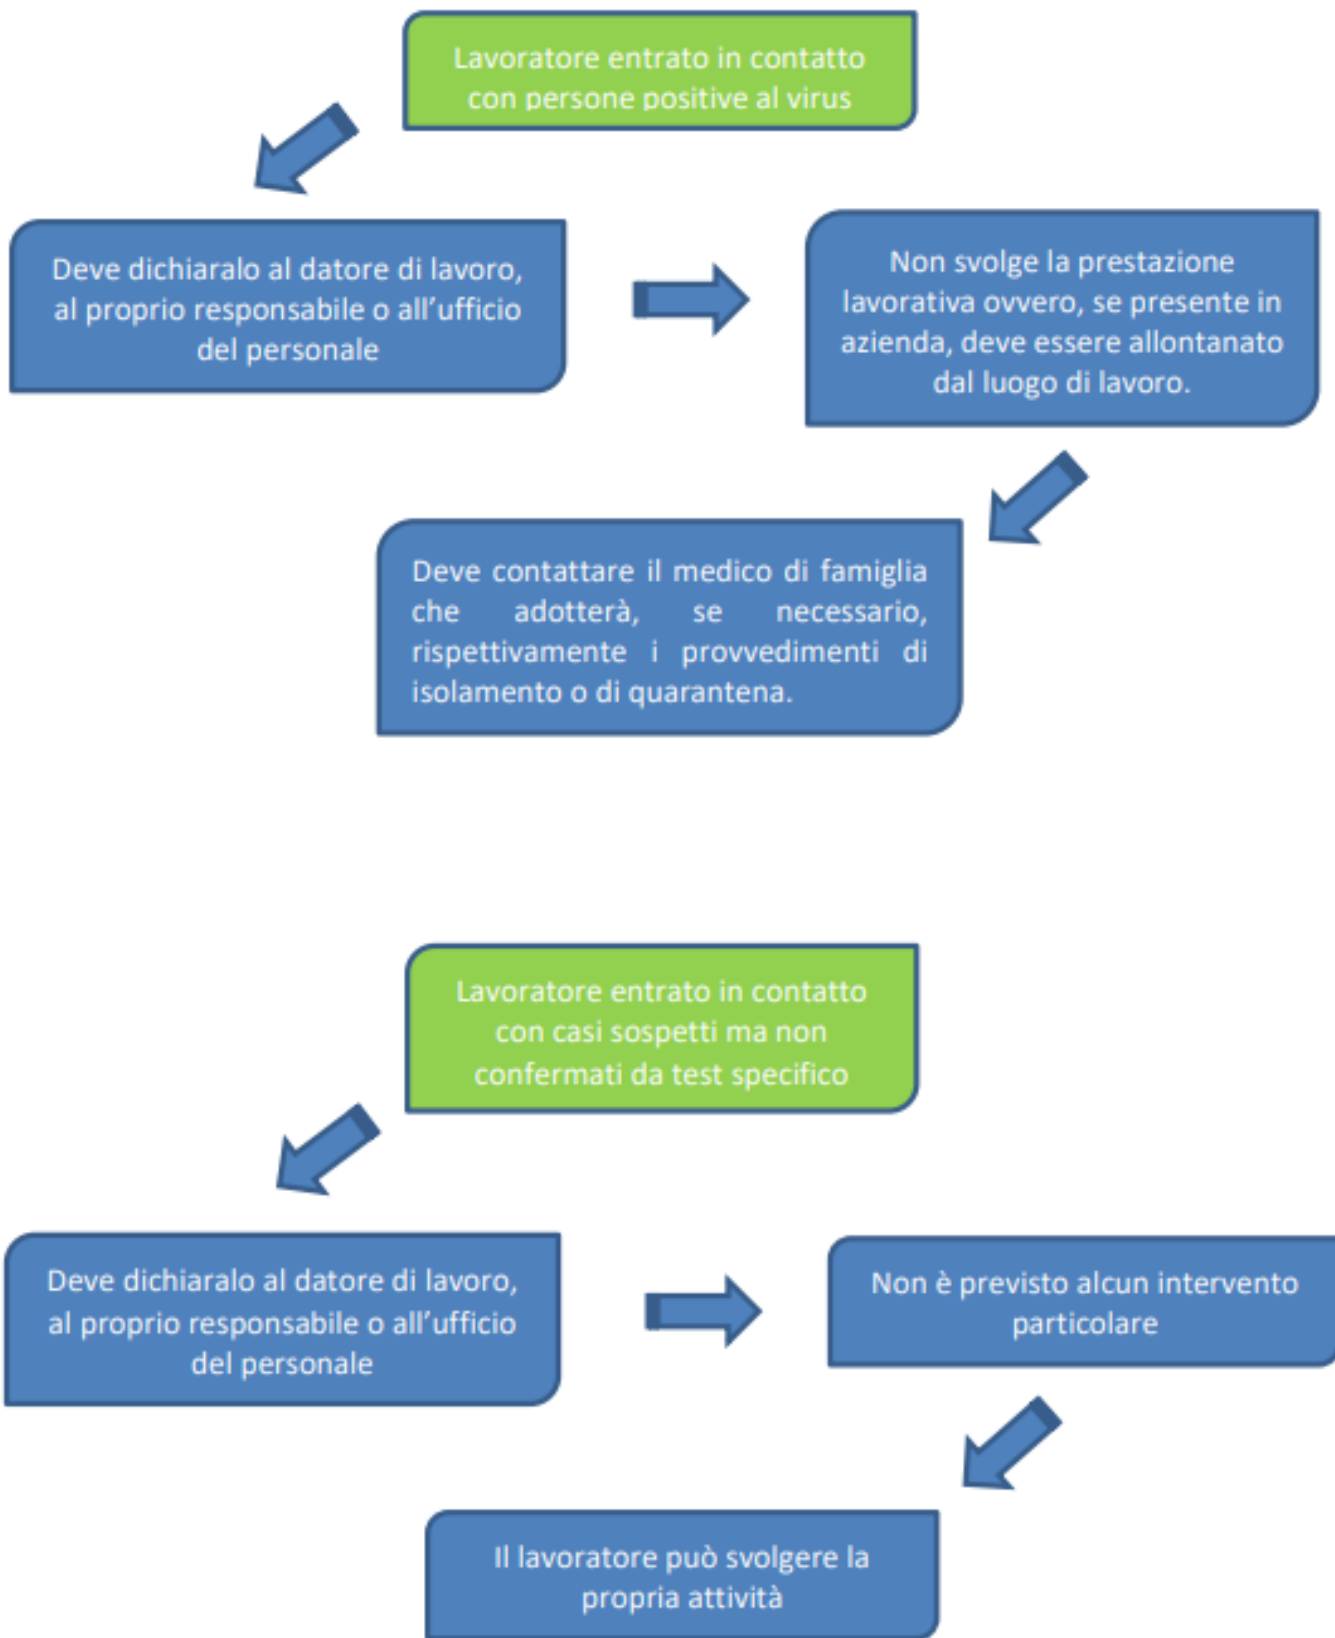 Lavoratore entrato in contatto
con persone positive al virus
Deve dichiaralo al datore di lavoro,
al proprio responsabile o all'ufficio
del personale
Non svolge la prestazione
lavorativa ovvero, se presente in
azienda, deve essere allontanato
dal luogo di lavoro.
Deve contattare il medico di famiglia
che adotterà, se necessario,
rispettivamente i provvedimenti di
isolamento o di quarantena.
Lavoratore entrato in contatto
con casi sospetti ma non
confermati da test specifico
Deve dichiaralo al datore di lavoro,
al proprio responsabile o all'ufficio
del personale
Non è previsto alcun intervento
particolare
Il lavoratore può svolgere la
propria attività